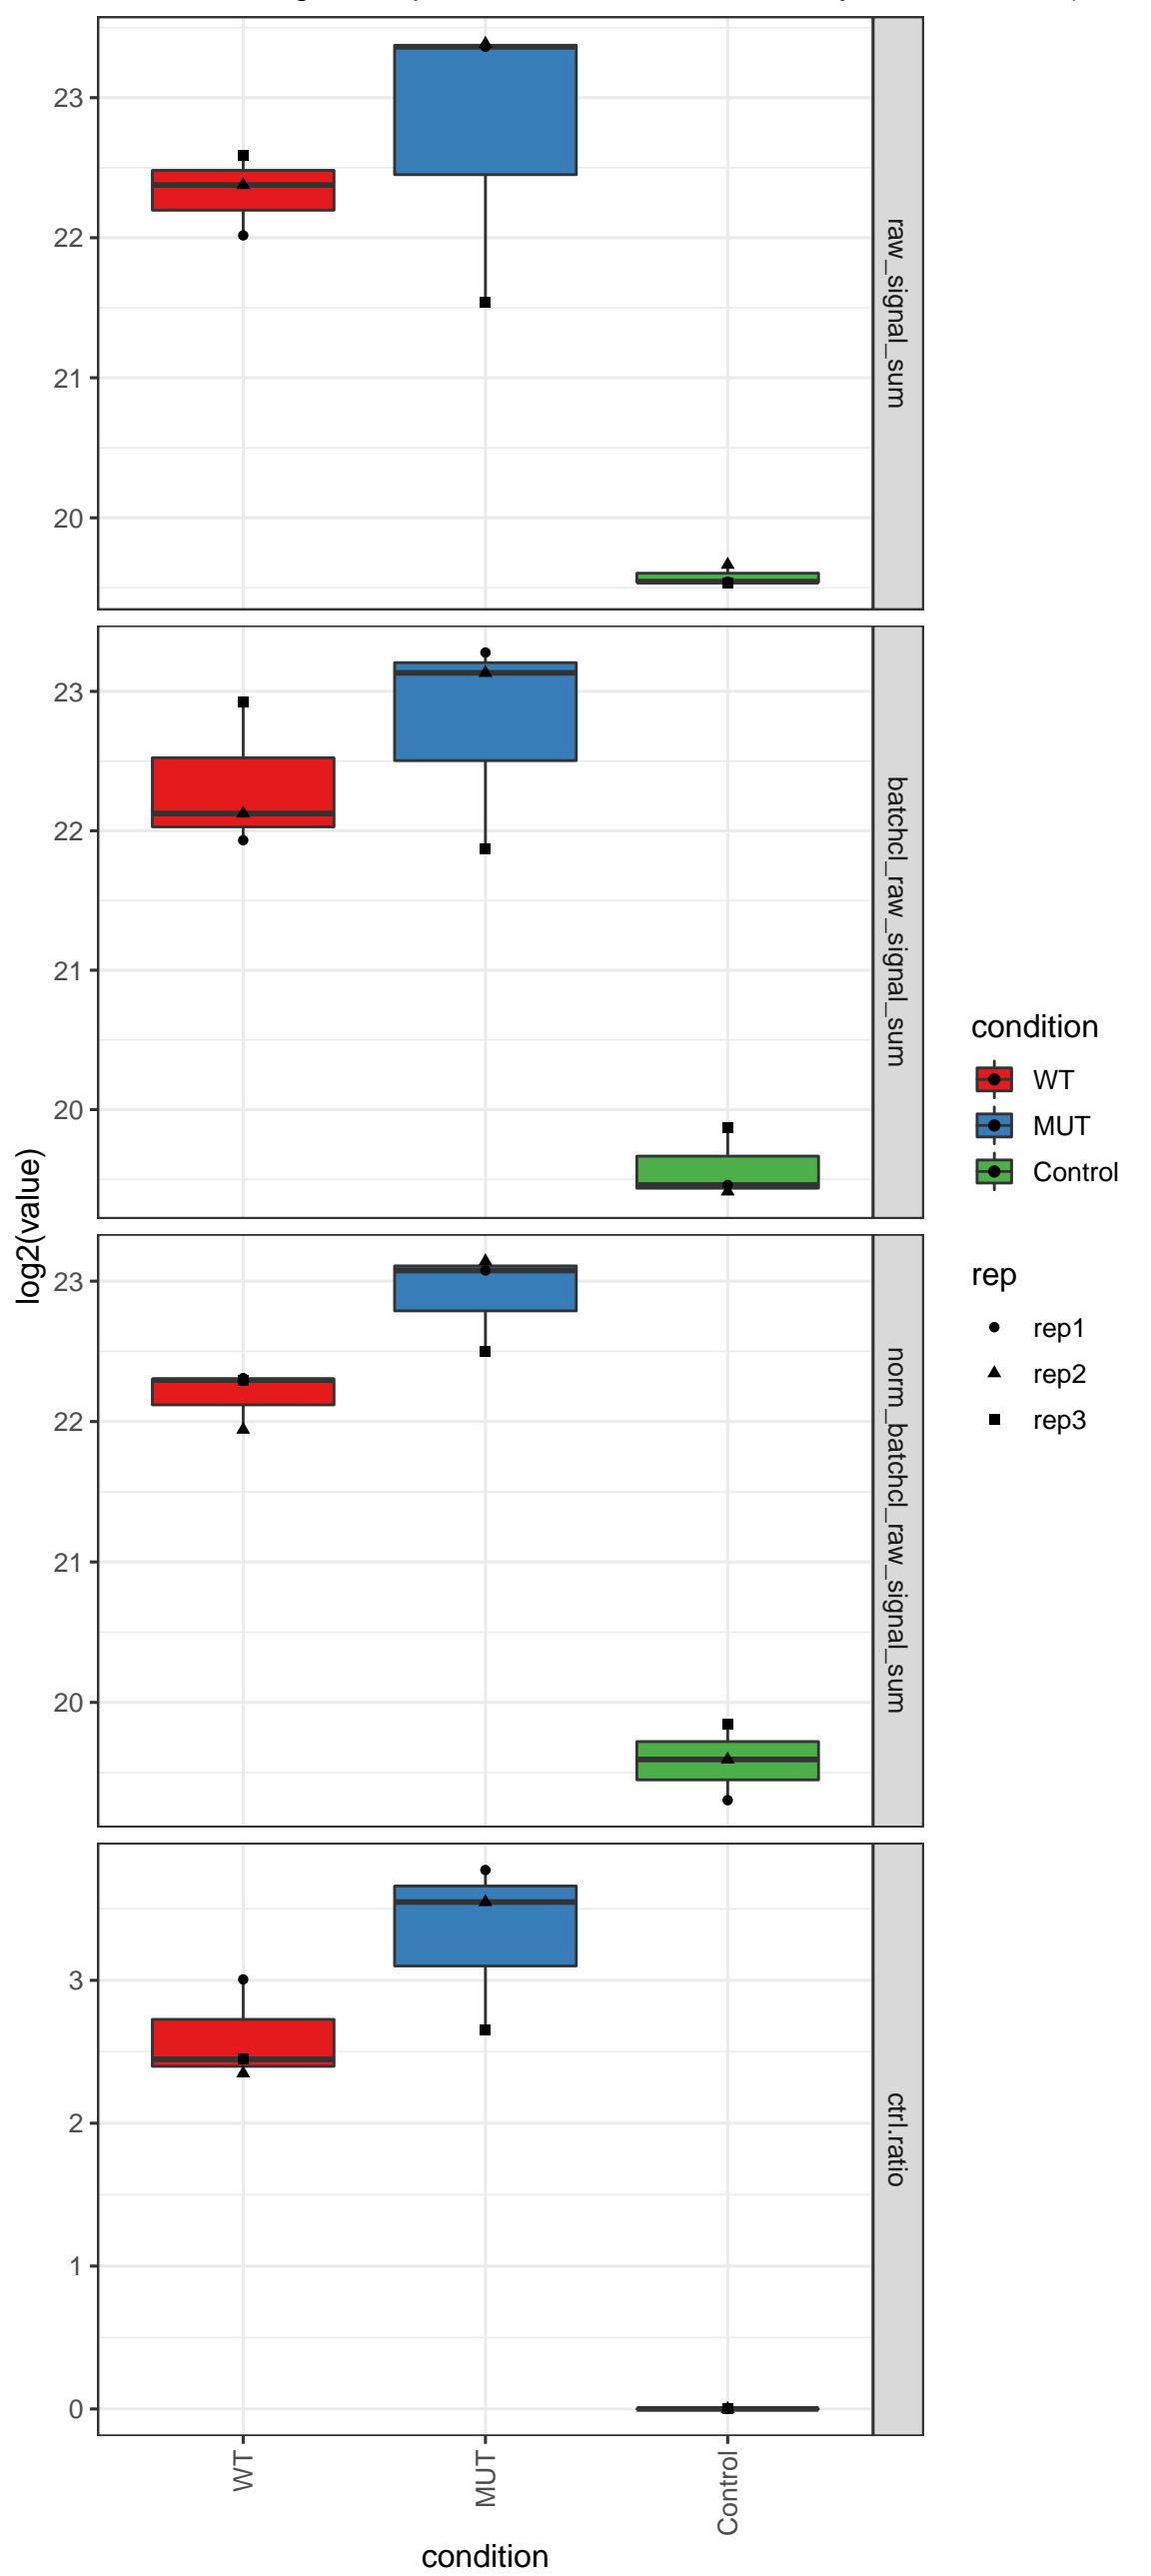 23
22
21
20
raw_signal_sum
23
22
21
20
batchcl_raw_signal_sum
23
22
21
20
norm_batchcl_raw_signal_sum
3
2
1
0
ctrl.ratio
log2(value)
WT
MUT
Control
condition
condition
WT
MUT
Control
rep
rep1
rep2
rep3